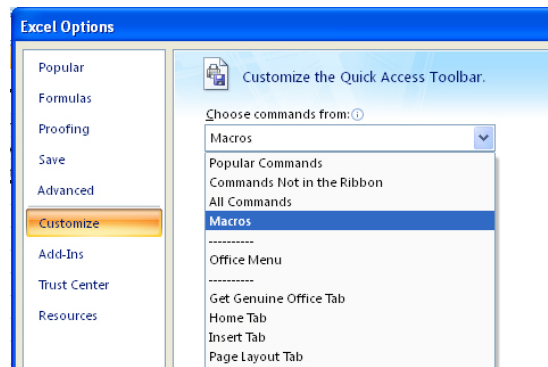 Excel Options
Popular
Formulas
Proofing
Save
Advanced
Customize
Add-Ins
Trust Center
Resources
Customize the Quick Access Toolbar.
Choose commands from:
Macros
Popular Commands
Commands Not in the Ribbon
All Commands
Macros
----------
Office Menu
----------
Get Genuine Office Tab
Home Tab
Insert Tab
Page Layout Tab